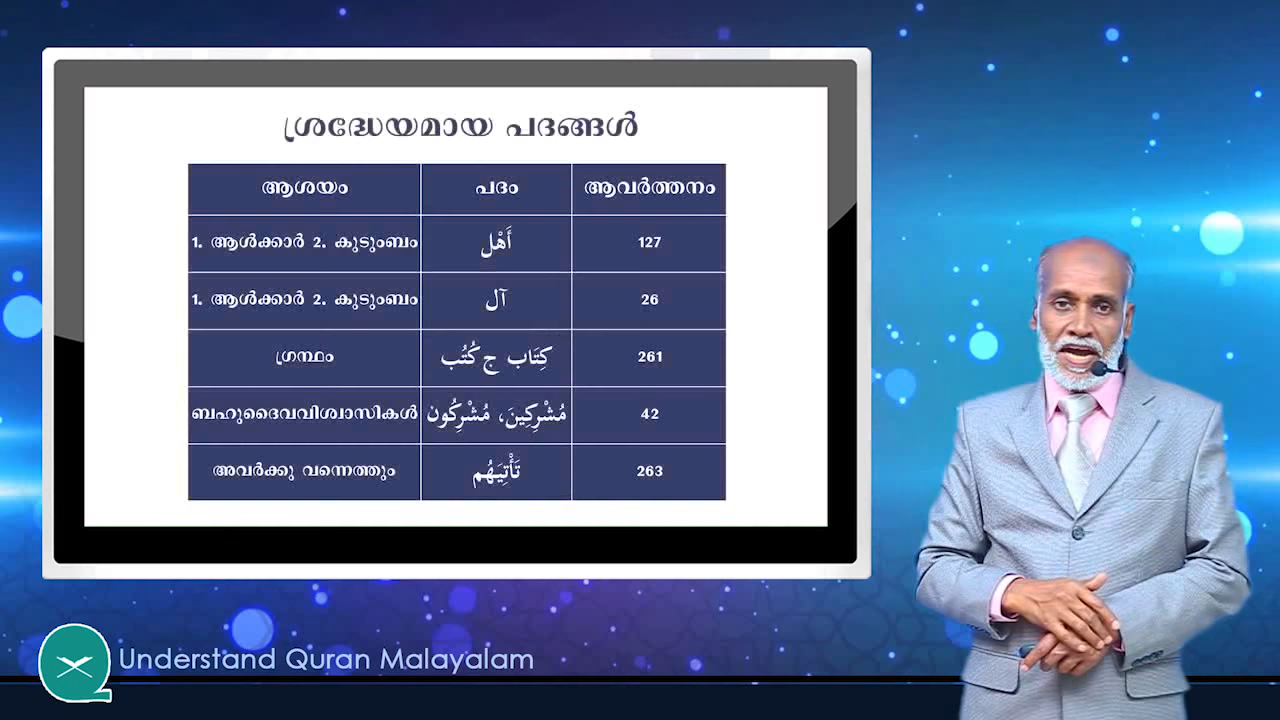 ശ്രദ്ധേയമായ പദങ്ങൾ
ആശയം പദം ആവർത്തനം
1. ആൾക്കാർ 2. കുടുംബം أَهْل 127
1. ആൾക്കാർ 2. കുടുംബം آل 26
ഗ്രന്ഥം كِتَاب ج كُتُب 261
ബഹുദൈവവിശ്വാസികൾ مُشْرِكِينَ، مُشْرِكُون 42
അവർക്കു വന്നെത്തും تَأْتِيَهُم 263
Understand Quran Malayalam